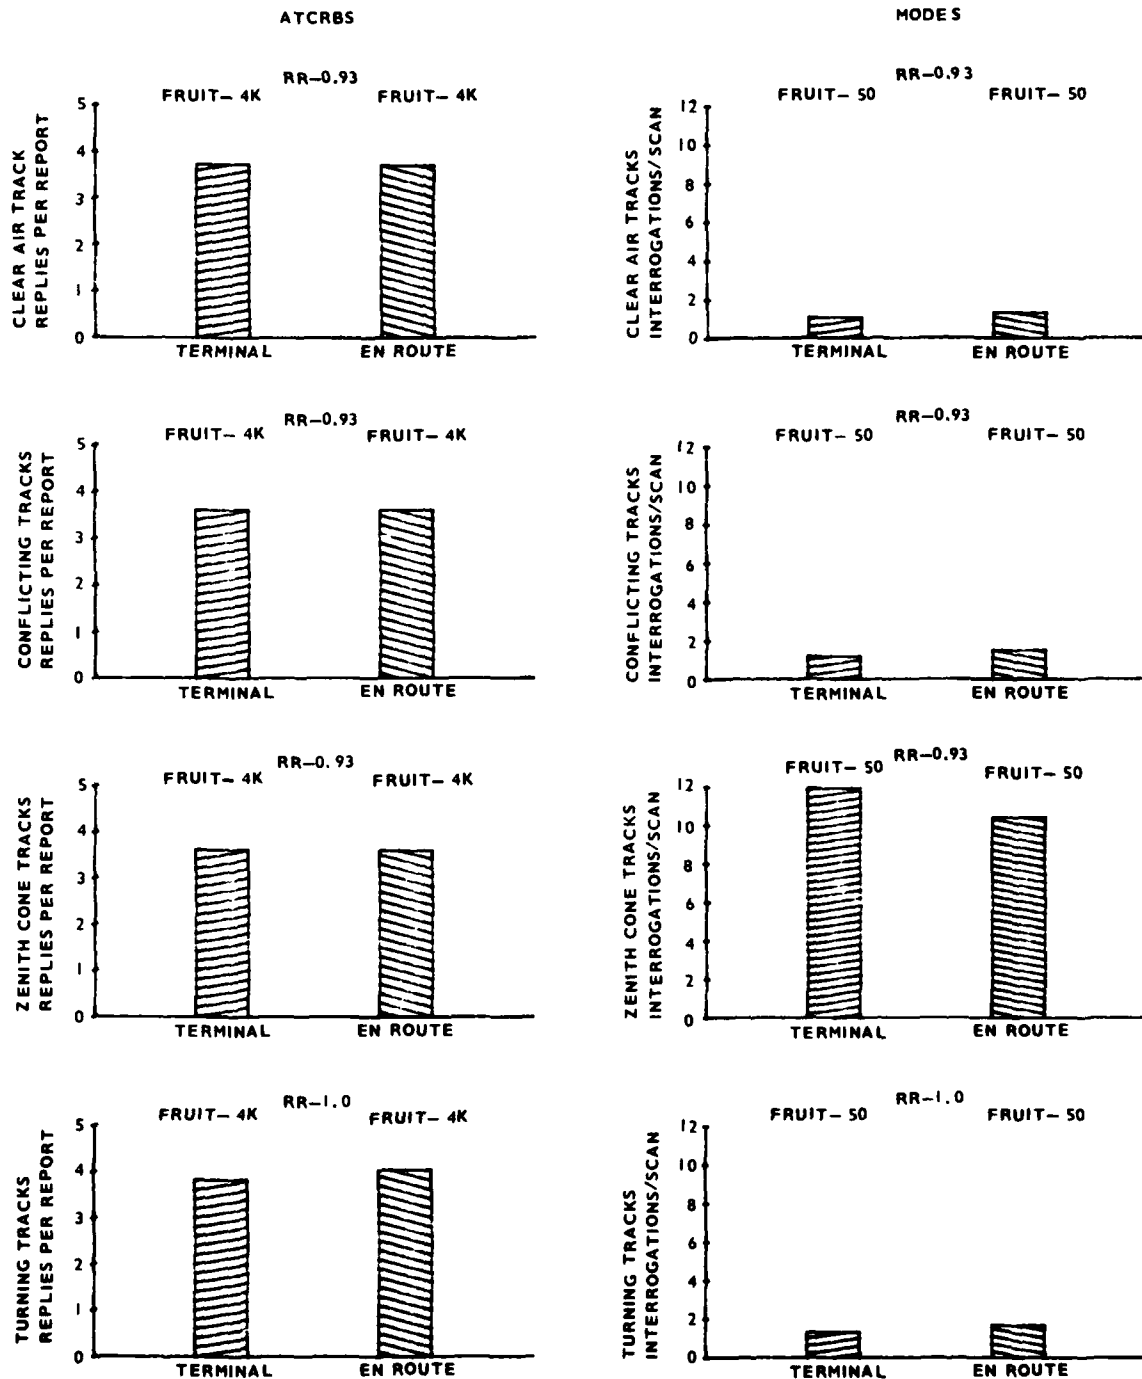 ATCRBS
RR-0.93
FRUIT- 4K FRUIT- 4K
CLEAR AIR TRACK
REPLIES PER REPORT
5
4
3
2
1
0
TERMINAL EN ROUTE
RR-0.93
FRUIT- 4K FRUIT- 4K
CONFLICTING TRACKS
REPLIES PER REPORT
5
4
3
2
1
0
TERMINAL EN ROUTE
RR-0.93
FRUIT- 4K FRUIT- 4K
ZENITH CONE TRACKS
REPLIES PER REPORT
5
4
3
2
1
0
TERMINAL EN ROUTE
RR-1.0
FRUIT- 4K FRUIT- 4K
TURNING TRACKS
REPLIES PER REPORT
5
4
3
2
1
0
TERMINAL EN ROUTE
MODE S
RR-0.93
FRUIT- 50 FRUIT- 50
CLEAR AIR TRACKS
INTERROGATIONS/SCAN
12
10
8
6
4
2
0
TERMINAL EN ROUTE
RR-0.93
FRUIT- 50 FRUIT- 50
CONFLICTING TRACKS
INTERROGATIONS/SCAN
12
10
8
6
4
2
0
TERMINAL EN ROUTE
RR-0.93
FRUIT- 50 FRUIT- 50
ZENITH CONE TRACKS
INTERROGATIONS/SCAN
12
10
8
6
4
2
0
TERMINAL EN ROUTE
RR-1.0
FRUIT- 50 FRUIT- 50
TURNING TRACKS
INTERROGATIONS/SCAN
12
10
8
6
4
2
0
TERMINAL EN ROUTE